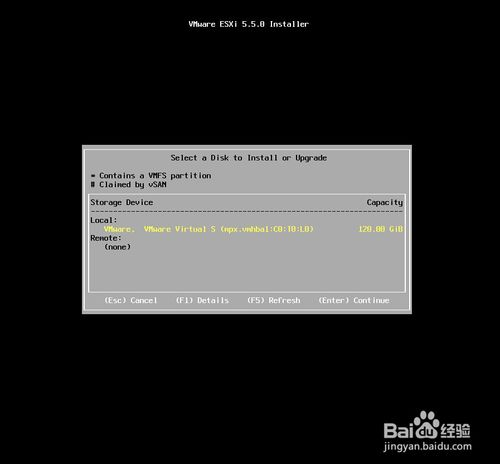 VMware ESXi 5.5.0 Installer
Select a Disk to Install or Upgrade
* Contains a VMFS partition
# Claimed by vSAN
Storage Device Capacity
Local:
VMware, VMware Virtual S (mpx.vmhba1:C0:T0:L0) 120.00 GiB
Remote:
(none)
(Esc) Cancel (F1) Details (F5) Refresh (Enter) Continue
Bai du 经验
jingyan.baidu.com